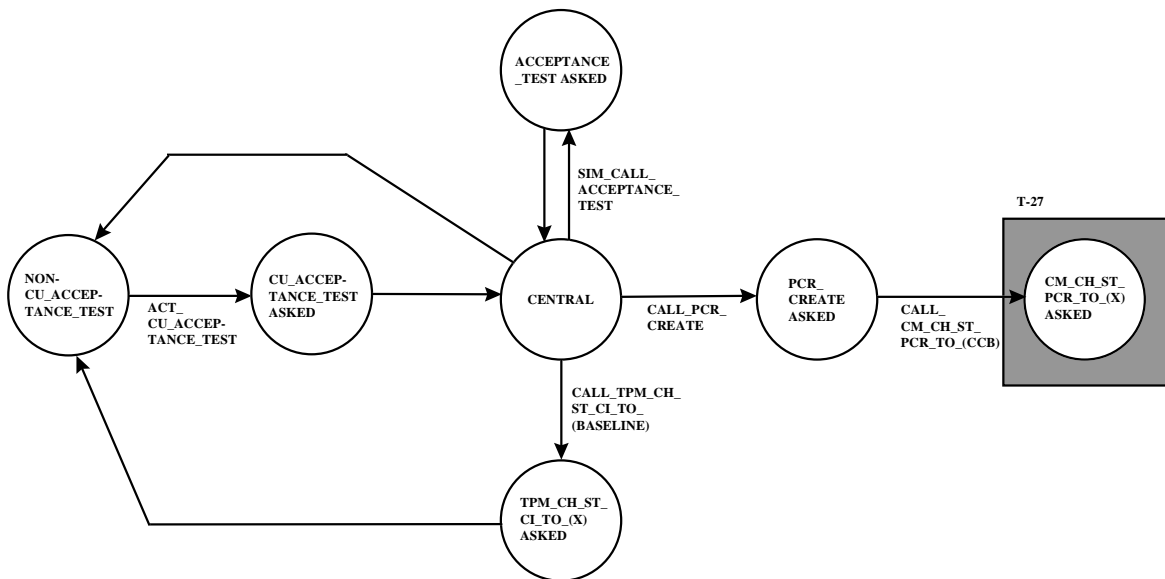 ACCEPTANCE
_TEST ASKED
SIM_CALL_
ACCEPTANCE_
TEST
T-27
NON-
CU_ACCEP-
TANCE_TEST
ACT_
CU_ACCEP-
TANCE_TEST
CU_ACCEP-
TANCE_TEST
ASKED
CENTRAL
CALL_PCR_
CREATE
PCR_
CREATE
ASKED
CALL_
CM_CH_ST_
PCR_TO_(CCB)
CM_CH_ST_
PCR_TO_(X)
ASKED
CALL_TPM_CH_
ST_CI_TO_
(BASELINE)
TPM_CH_ST_
CI_TO_(X)
ASKED